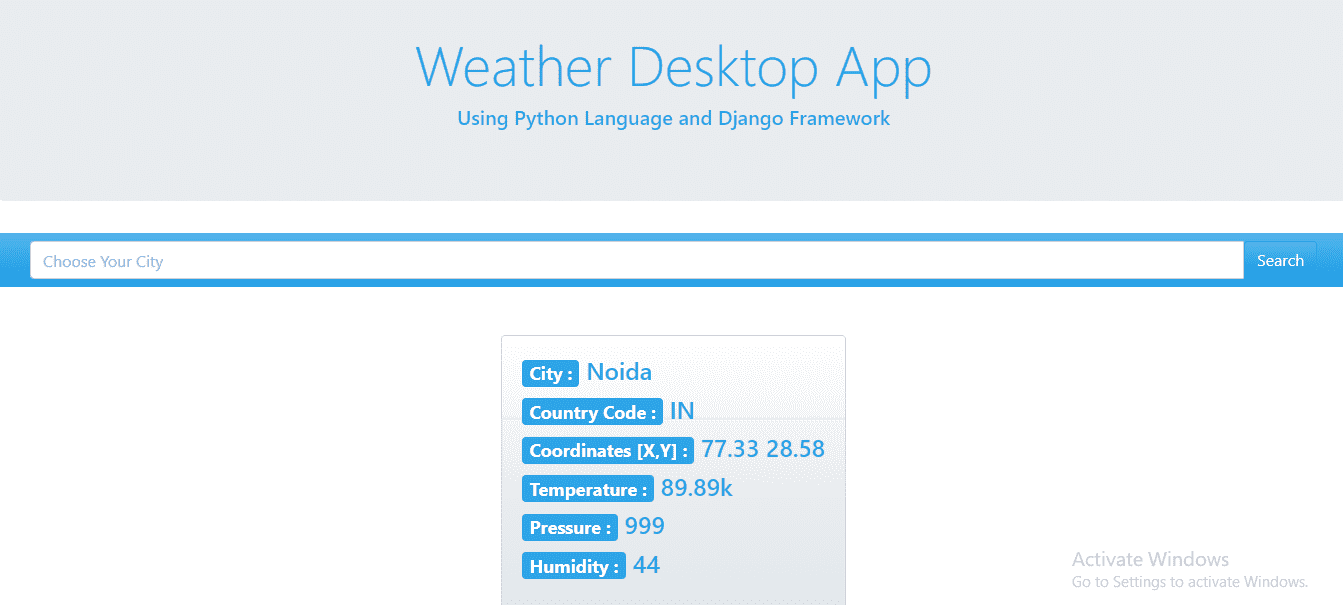 Weather Desktop App
Using Python Language and Django Framework
Choose Your City
Search
City : Noida
Country Code : IN
Coordinates [X,Y] : 77.33 28.58
Temperature : 89.89k
Pressure : 999
Humidity : 44
Activate Windows
Go to Settings to activate Windows.